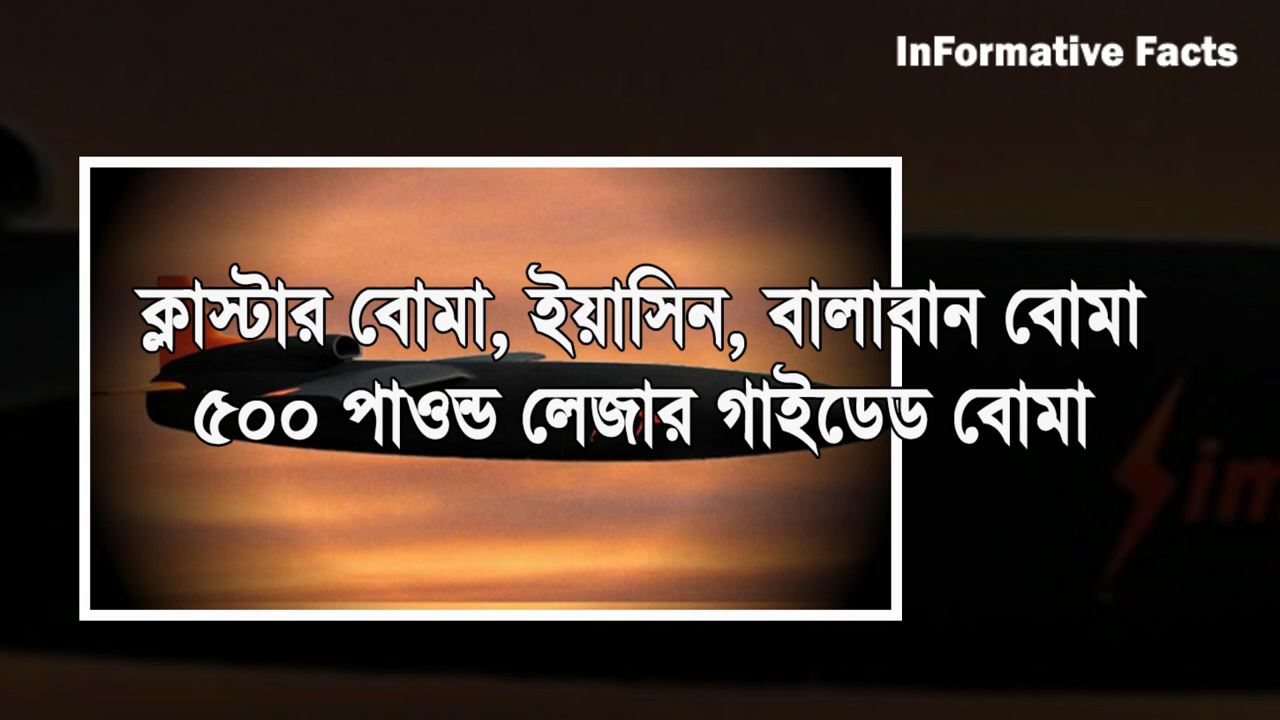 InFormative Facts
ক্লাস্টার বোমা, ইয়াসিন, বালাবান বোমা
৫০০ পাওন্ড লেজার গাইডেড বোমা